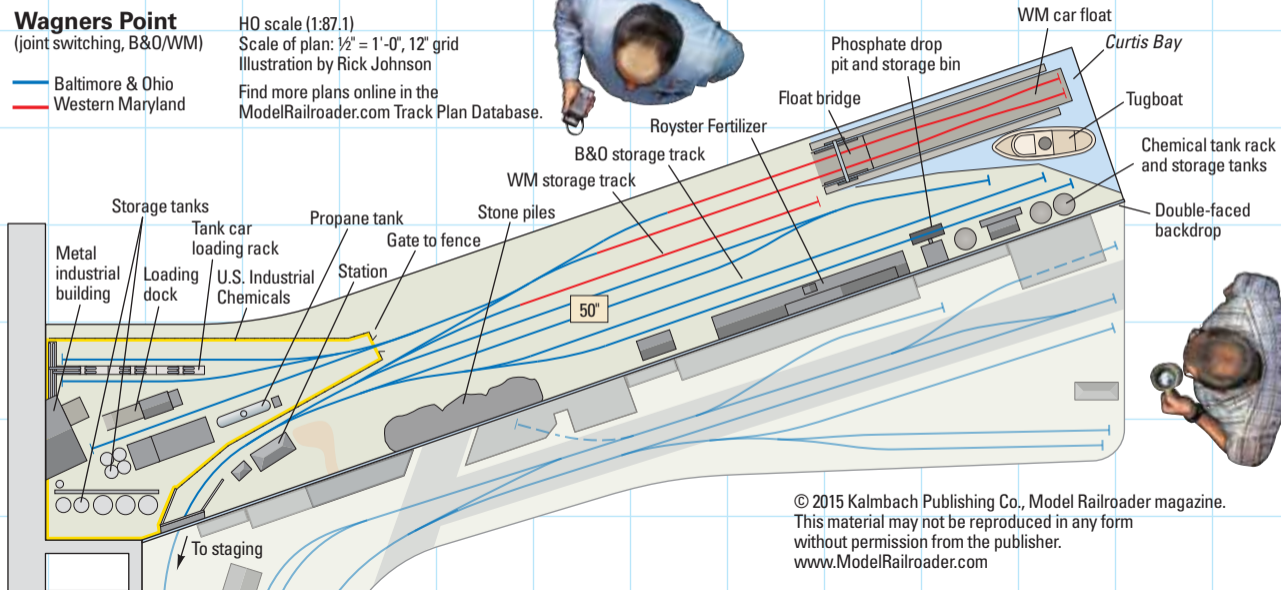 Wagners Point
(joint switching, B&O/WM)
Baltimore & Ohio
Western Maryland
HO scale (1:87.1)
Scale of plan: ½" = 1'-0", 12" grid
Illustration by Rick Johnson
Find more plans online in the
ModelRailroader.com Track Plan Database.
WM car float
Curtis Bay
Phosphate drop
pit and storage bin
Float bridge
Tugboat
Royster Fertilizer
Chemical tank rack
and storage tanks
B&O storage track
WM storage track
Double-faced
backdrop
Storage tanks
Stone piles
Propane tank
Tank car
loading rack
Gate to fence
Metal
industrial
building
Loading
dock
U.S. Industrial
Chemicals
Station
50"
To staging
© 2015 Kalmbach Publishing Co., Model Railroader magazine.
This material may not be reproduced in any form
without permission from the publisher.
www.ModelRailroader.com